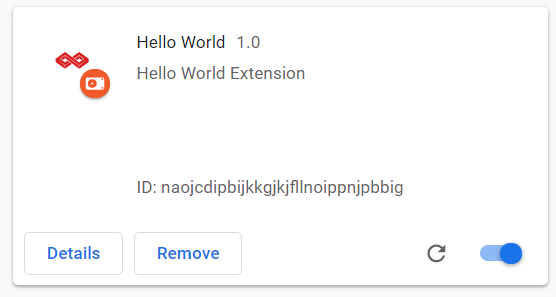 Hello World 1.0
Hello World Extension
ID: naojcdipbijkkgjkjfllnoippnjpbbig
Details Remove